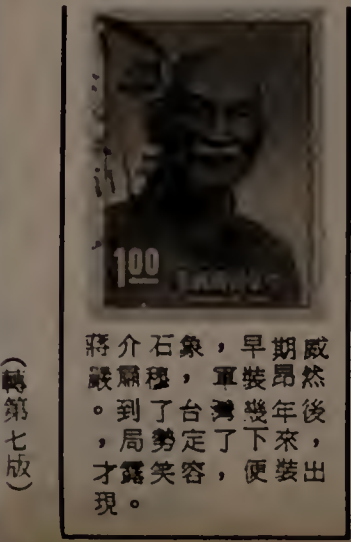 100
蔣介石象，早期威
嚴肅穆，軍裝昂然
。到了台灣幾年後
，局勢定了下來，
才露笑容，便裝出
現。
（轉第七版）